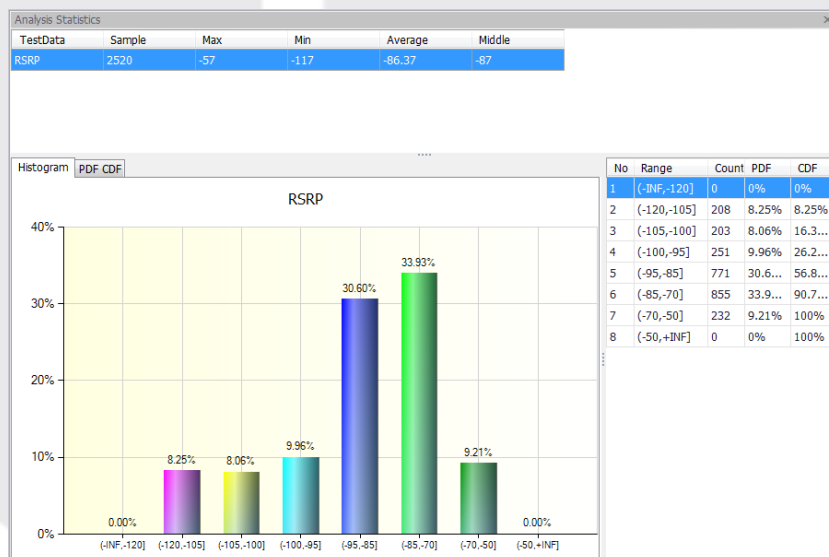 Analysis Statistics
TestData Sample Max Min Average Middle
RSRP 2520 -57 -117 -86.37 -87
Histogram PDF CDF
RSRP
40%
30%
20%
10%
0%
0.00%
8.25%
8.06%
9.96%
30.60%
33.93%
9.21%
0.00%
(-INF,-120] (-120,-105] (-105,-100] (-100,-95] (-95,-85] (-85,-70] (-70,-50] (-50,+INF]
No Range Count PDF CDF
1 (-INF,-120] 0 0% 0%
2 (-120,-105] 208 8.25% 8.25%
3 (-105,-100] 203 8.06% 16.3...
4 (-100,-95] 251 9.96% 26.2...
5 (-95,-85] 771 30.6... 56.8...
6 (-85,-70] 855 33.9... 90.7...
7 (-70,-50] 232 9.21% 100%
8 (-50,+INF] 0 0% 100%